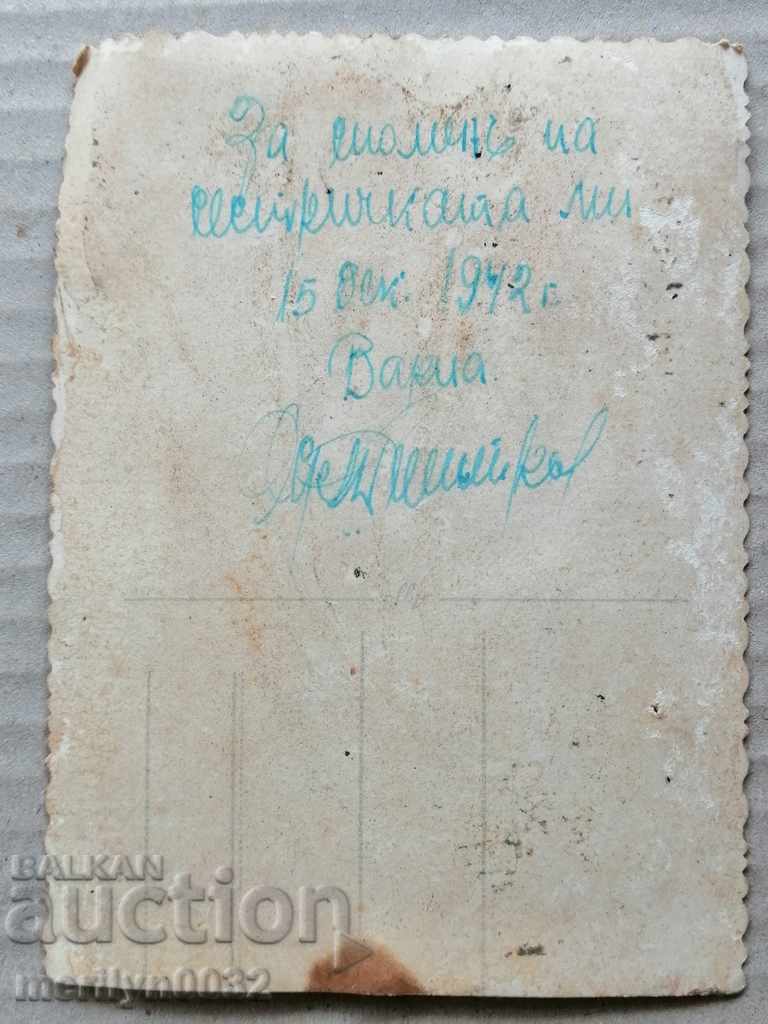 За споменъ на
сестричката ми
15 дек. 1942 г.
Варна
BALKAN
auction
merilyn0032